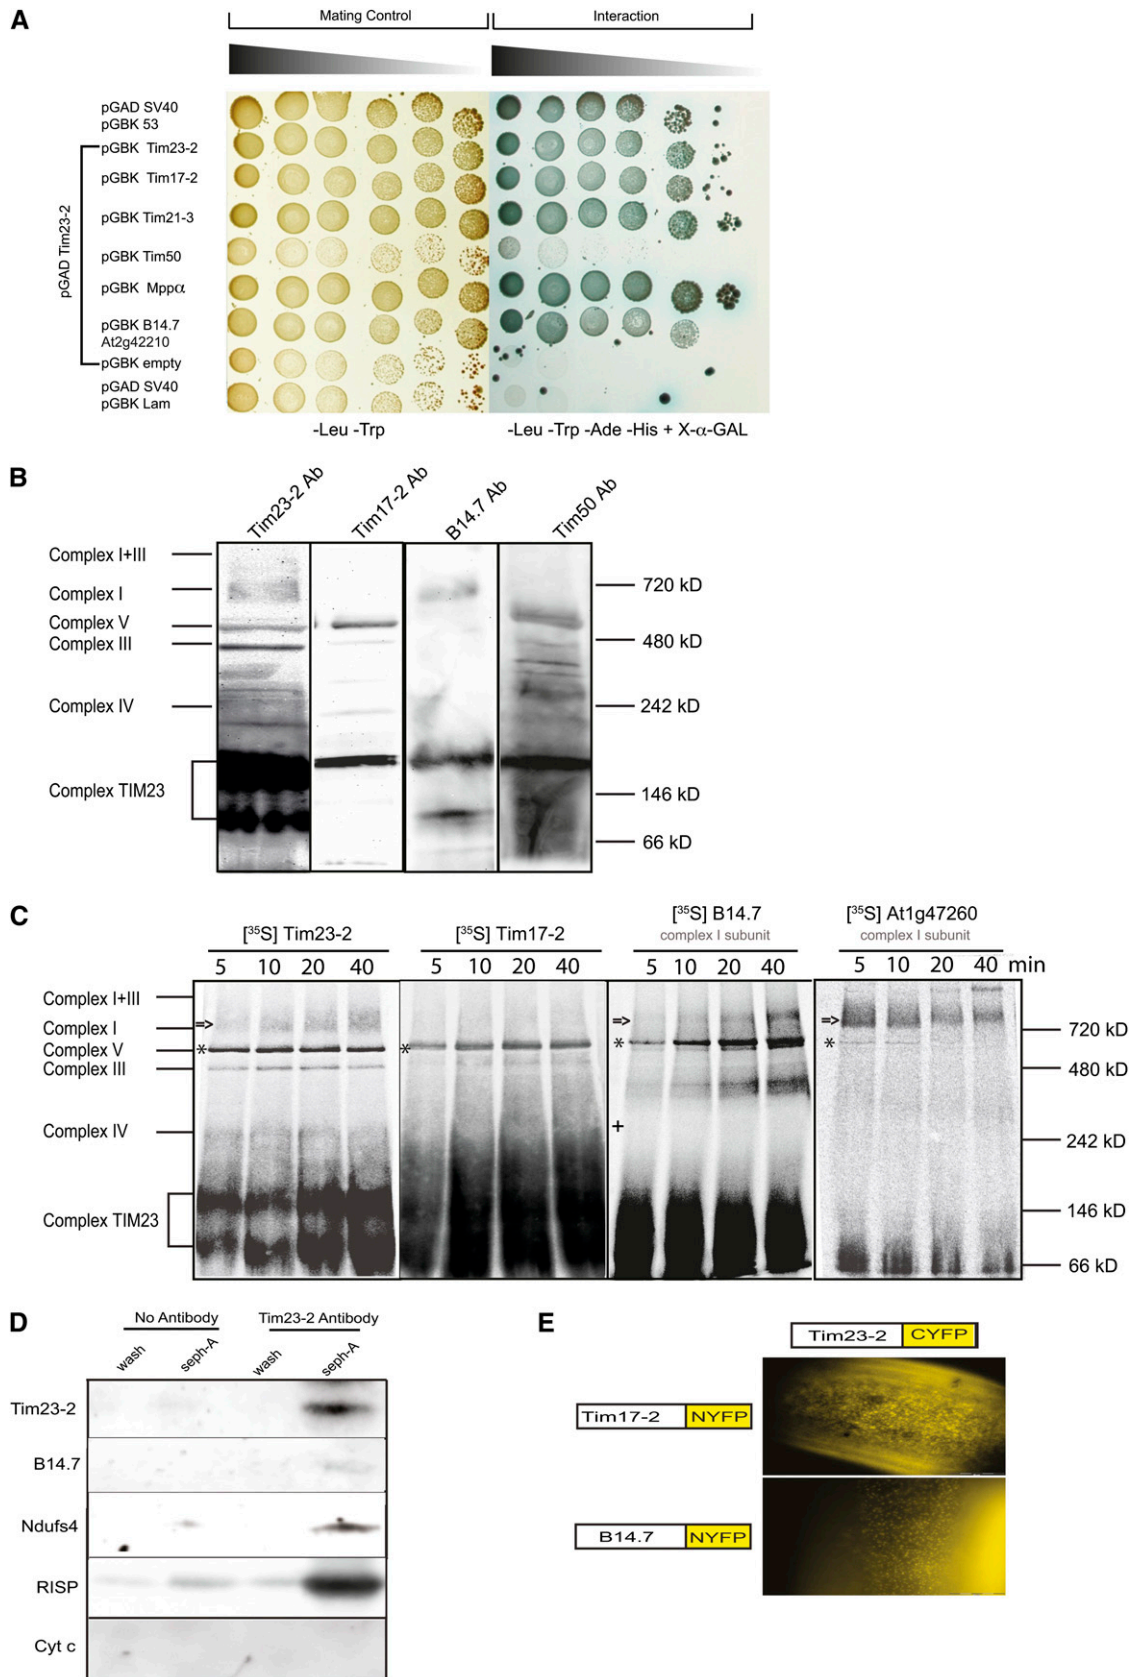 A
Mating Control
Interaction
pGAD SV40
pGBK 53
pGBK Tim23-2
pGBK Tim17-2
pGBK Tim21-3
pGBK Tim50
pGBK Mppα
pGBK B14.7
At2g42210
pGBK empty
pGAD SV40
pGBK Lam
pGAD Tim23-2
-Leu -Trp
-Leu -Trp -Ade -His + X-α-GAL
B
Tim23-2 Ab
Tim17-2 Ab
B14.7 Ab
Tim50 Ab
Complex I+III
Complex I
Complex V
Complex III
Complex IV
Complex TIM23
720 kD
480 kD
242 kD
146 kD
66 kD
C
[³⁵S] Tim23-2
[³⁵S] Tim17-2
[³⁵S] B14.7
complex I subunit
[³⁵S] At1g47260
complex I subunit
5 10 20 40
5 10 20 40
5 10 20 40
5 10 20 40 min
Complex I+III
=>
Complex I
Complex V *
Complex III
Complex IV
Complex TIM23
*
=>
*
+
=>
*
720 kD
480 kD
242 kD
146 kD
66 kD
D
No Antibody
Tim23-2 Antibody
wash
seph-A
wash
seph-A
Tim23-2
B14.7
Ndufs4
RISP
Cyt c
E
Tim23-2 CYFP
Tim17-2 NYFP
B14.7 NYFP